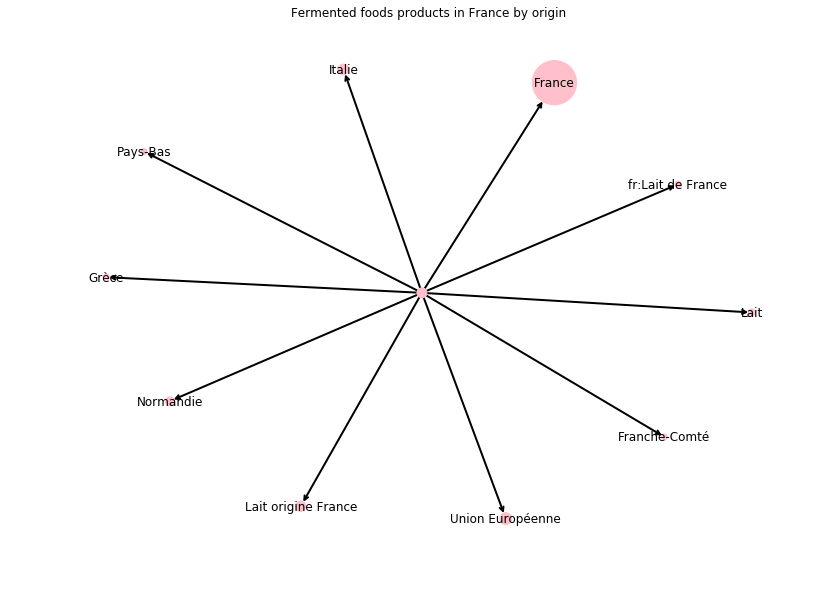 Fermented foods products in France by origin
Italie
France
Pays-Bas
fr:Lait de France
Grèce
Lait
Normandie
Franche-Comté
Lait origine France
Union Européenne